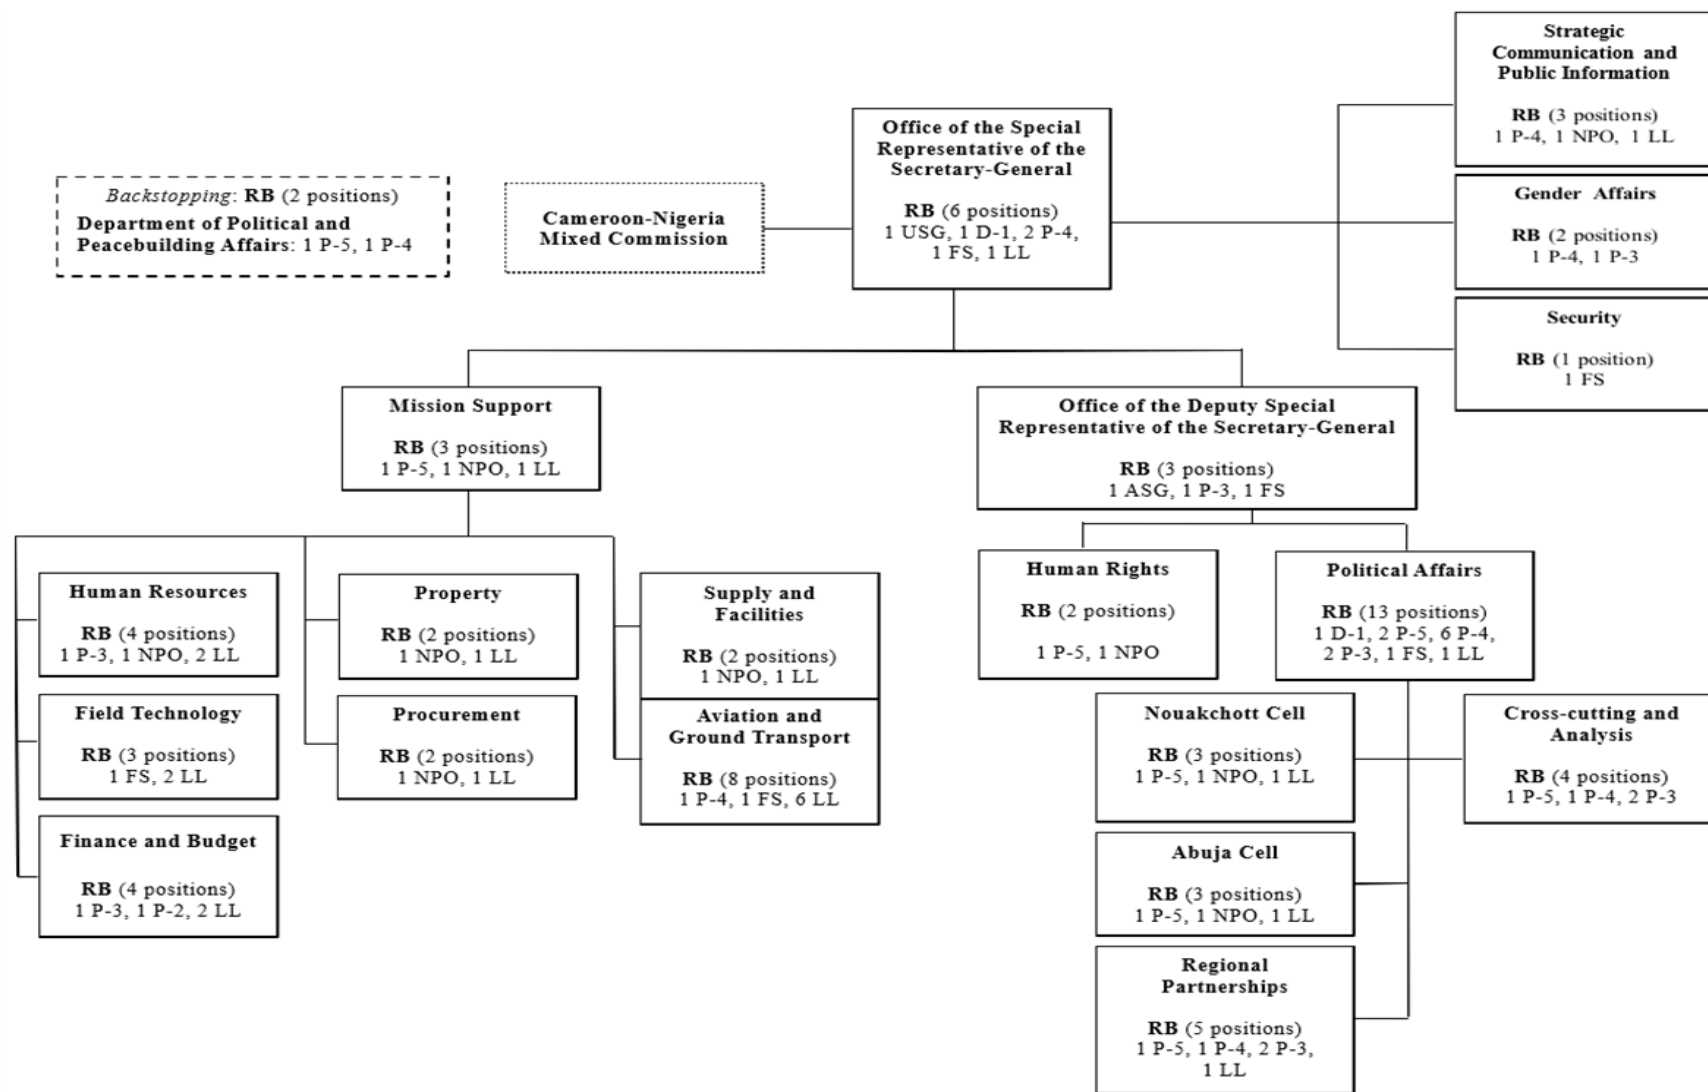 Strategic
Communication and
Public Information
RB (3 positions)
1 P-4, 1 NPO, 1 LL
Office of the Special
Representative of the
Secretary-General
RB (6 positions)
1 USG, 1 D-1, 2 P-4,
1 FS, 1 LL
Backstopping: RB (2 positions)
Department of Political and
Peacebuilding Affairs: 1 P-5, 1 P-4
Cameroon-Nigeria
Mixed Commission
Gender Affairs
RB (2 positions)
1 P-4, 1 P-3
Security
RB (1 position)
1 FS
Mission Support
RB (3 positions)
1 P-5, 1 NPO, 1 LL
Office of the Deputy Special
Representative of the Secretary-General
RB (3 positions)
1 ASG, 1 P-3, 1 FS
Human Resources
RB (4 positions)
1 P-3, 1 NPO, 2 LL
Property
RB (2 positions)
1 NPO, 1 LL
Supply and
Facilities
RB (2 positions)
1 NPO, 1 LL
Human Rights
RB (2 positions)
1 P-5, 1 NPO
Political Affairs
RB (13 positions)
1 D-1, 2 P-5, 6 P-4,
2 P-3, 1 FS, 1 LL
Field Technology
RB (3 positions)
1 FS, 2 LL
Procurement
RB (2 positions)
1 NPO, 1 LL
Aviation and
Ground Transport
RB (8 positions)
1 P-4, 1 FS, 6 LL
Nouakchott Cell
RB (3 positions)
1 P-5, 1 NPO, 1 LL
Cross-cutting and
Analysis
RB (4 positions)
1 P-5, 1 P-4, 2 P-3
Finance and Budget
RB (4 positions)
1 P-3, 1 P-2, 2 LL
Abuja Cell
RB (3 positions)
1 P-5, 1 NPO, 1 LL
Regional
Partnerships
RB (5 positions)
1 P-5, 1 P-4, 2 P-3,
1 LL